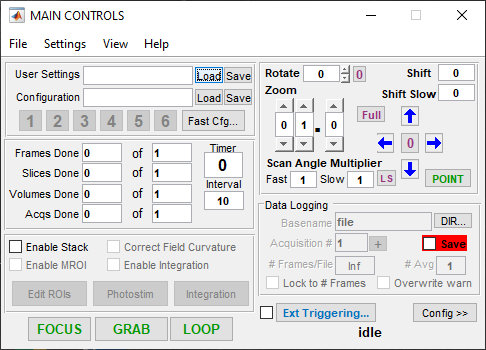 MAIN CONTROLS
File Settings View Help
User Settings Load Save
Configuration Load Save
1 2 3 4 5 6 Fast Cfg...
Frames Done 0 of 1
Slices Done 0 of 1
Volumes Done 0 of 1
Acqs Done 0 of 1
Timer
0
Interval
10
Enable Stack Correct Field Curvature
Enable MROI Enable Integration
Edit ROIs Photostim Integration
FOCUS GRAB LOOP
Rotate 0 0 Shift 0
Zoom Shift Slow 0
0 1 . 0 Full
0
Scan Angle Multiplier
Fast 1 Slow 1 LS POINT
Data Logging
Basename file DIR...
Acquisition # 1 + Save
# Frames/File Inf # Avg 1
Lock to # Frames Overwrite warn
Ext Triggering... Config >>
idle